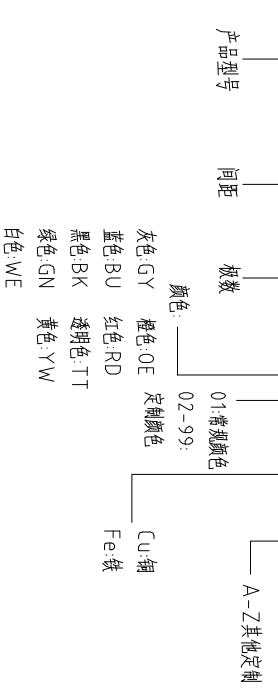 产品型号
间距
极数
颜色:
灰色:GY 橙色:OE
蓝色:BU 红色:RD
黑色:BK 透明色:TT
绿色:GN 黄色:YW
白色:WE
01:常规颜色
02-99:
定制颜色
Cu:铜
Fe:铁
A-Z其他定制